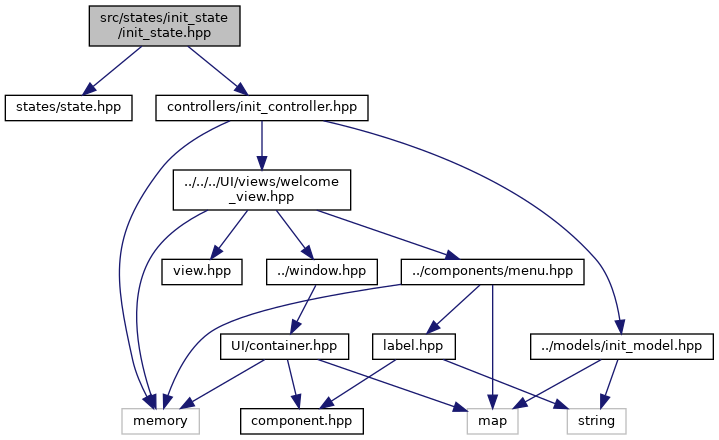 src/states/init_state
/init_state.hpp
states/state.hpp
controllers/init_controller.hpp
../../../UI/views/welcome
_view.hpp
view.hpp
../window.hpp
../components/menu.hpp
UI/container.hpp
label.hpp
../models/init_model.hpp
memory
component.hpp
map
string